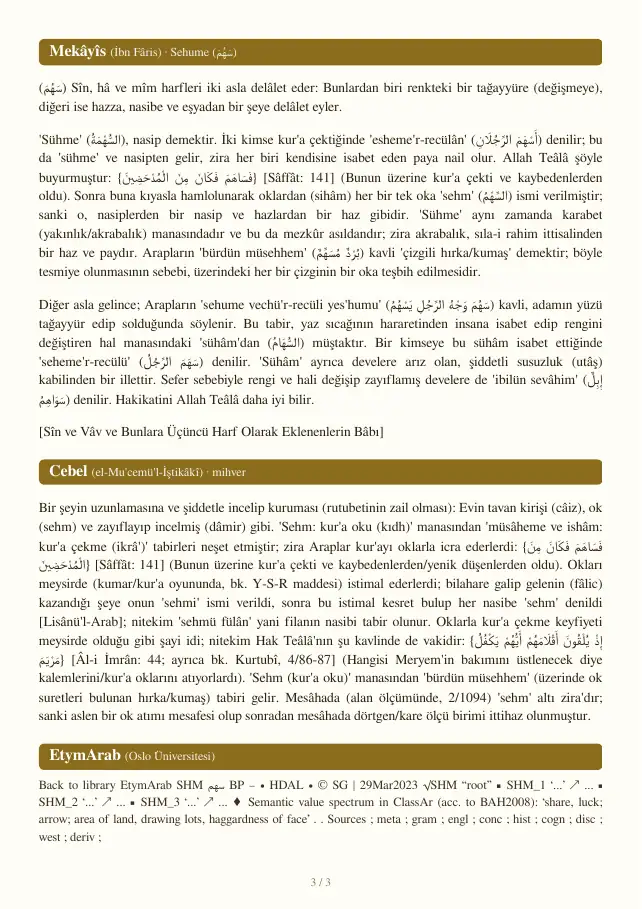 Mekâyîs (İbn Fâris) · Sehume (سَهُمَ)
(سَهُمَ) Sîn, hâ ve mîm harfleri iki asla delâlet eder: Bunlardan biri renkteki bir tağayyüre (değişmeye),
diğeri ise hazza, nasibe ve eşyadan bir şeye delâlet eyler.
'Sühme' (السُّهْمَةُ), nasip demektir. İki kimse kur'a çektiğinde 'esheme'r-recülân' (أَسْهَمَ الرَّجُلَانِ) denilir; bu
da 'sühme' ve nasipten gelir, zira her biri kendisine isabet eden paya nail olur. Allah Teâlâ şöyle
buyurmuştur: {فَسَاهَمَ فَكَانَ مِنَ الْمُدْحَضِينَ} [Sâffât: 141] (Bunun üzerine kur'a çekti ve kaybedenlerden
oldu). Sonra buna kıyasla hamlolunarak oklardan (sihâm) her bir tek oka 'sehm' (السَّهْمُ) ismi verilmiştir;
sanki o, nasiplerden bir nasip ve hazlardan bir haz gibidir. 'Sühme' aynı zamanda karabet
(yakınlık/akrabalık) manasındadır ve bu da mezkûr asıldandır; zira akrabalık, sıla-i rahim ittisalinden
bir haz ve paydır. Arapların 'bürdün müsehhem' (بُرْدٌ مُسَهَّمٌ) kavli 'çizgili hırka/kumaş' demektir; böyle
tesmiye olunmasının sebebi, üzerindeki her bir çizginin bir oka teşbih edilmesidir.
Diğer asla gelince; Arapların 'sehume vechü'r-recüli yes'humu' (سَهُمَ وَجْهُ الرَّجُلِ يَسْهُمُ) kavli, adamın yüzü
tağayyür edip solduğunda söylenir. Bu tabir, yaz sıcağının hararetinden insana isabet edip rengini
değiştiren hal manasındaki 'sühâm'dan (السُّهَامُ) müştaktır. Bir kimseye bu sühâm isabet ettiğinde
'seheme'r-recülü' (سَهَمَ الرَّجُلُ) denilir. 'Sühâm' ayrıca develere arız olan, şiddetli susuzluk (utâş)
kabilinden bir illettir. Sefer sebebiyle rengi ve hali değişip zayıflamış develere de 'ibilün sevâhim' (إِبِلٌ
سَوَاهِمُ) denilir. Hakikatini Allah Teâlâ daha iyi bilir.
[Sîn ve Vâv ve Bunlara Üçüncü Harf Olarak Eklenenlerin Bâbı]
Cebel (el-Mu'cemü'l-İştikâkî) · mihver
Bir şeyin uzunlamasına ve şiddetle incelip kuruması (rutubetinin zail olması): Evin tavan kirişi (câiz), ok
(sehm) ve zayıflayıp incelmiş (dâmir) gibi. 'Sehm: kur'a oku (kıdh)' manasından 'müsâheme ve ishâm:
kur'a çekme (ikrâ')' tabirleri neşet etmiştir; zira Araplar kur'ayı oklarla icra ederlerdi: {فَسَاهَمَ فَكَانَ مِنَ
الْمُدْحَضِينَ} [Sâffât: 141] (Bunun üzerine kur'a çekti ve kaybedenlerden/yenik düşenlerden oldu). Okları
meysirde (kumar/kur'a oyununda, bk. Y-S-R maddesi) istimal ederlerdi; bilahare galip gelenin (fâlic)
kazandığı şeye onun 'sehmi' ismi verildi, sonra bu istimal kesret bulup her nasibe 'sehm' denildi
[Lisânü'l-Arab]; nitekim 'sehmü fülân' yani filanın nasibi tabir olunur. Oklarla kur'a çekme keyfiyeti
meysirde olduğu gibi şayi idi; nitekim Hak Teâlâ'nın şu kavlinde de vakidir: {إِذْ يُلْقُونَ أَقْلَامَهُمْ أَيُّهُمْ يَكْفُلُ
مَرْيَمَ} [Âl-i İmrân: 44; ayrıca bk. Kurtubî, 4/86-87] (Hangisi Meryem'in bakımını üstlenecek diye
kalemlerini/kur'a oklarını atıyorlardı). 'Sehm (kur'a oku)' manasından 'bürdün müsehhem' (üzerinde ok
suretleri bulunan hırka/kumaş) tabiri gelir. Mesâhada (alan ölçümünde, 2/1094) 'sehm' altı zira'dır;
sanki aslen bir ok atımı mesafesi olup sonradan mesâhada dörtgen/kare ölçü birimi ittihaz olunmuştur.
EtymArab (Oslo Üniversitesi)
Back to library EtymArab SHM سهم BP – • HDAL • © SG | 29Mar2023 √SHM “root” ▪ SHM_1 ‘...’ ↗ ... ▪
SHM_2 ‘...’ ↗ ... ▪ SHM_3 ‘...’ ↗ ... ♦ Semantic value spectrum in ClassAr (acc. to BAH2008): ‘share, luck;
arrow; area of land, drawing lots, haggardness of face’ . . Sources ; meta ; gram ; engl ; conc ; hist ; cogn ; disc ;
west ; deriv ;
3 / 3